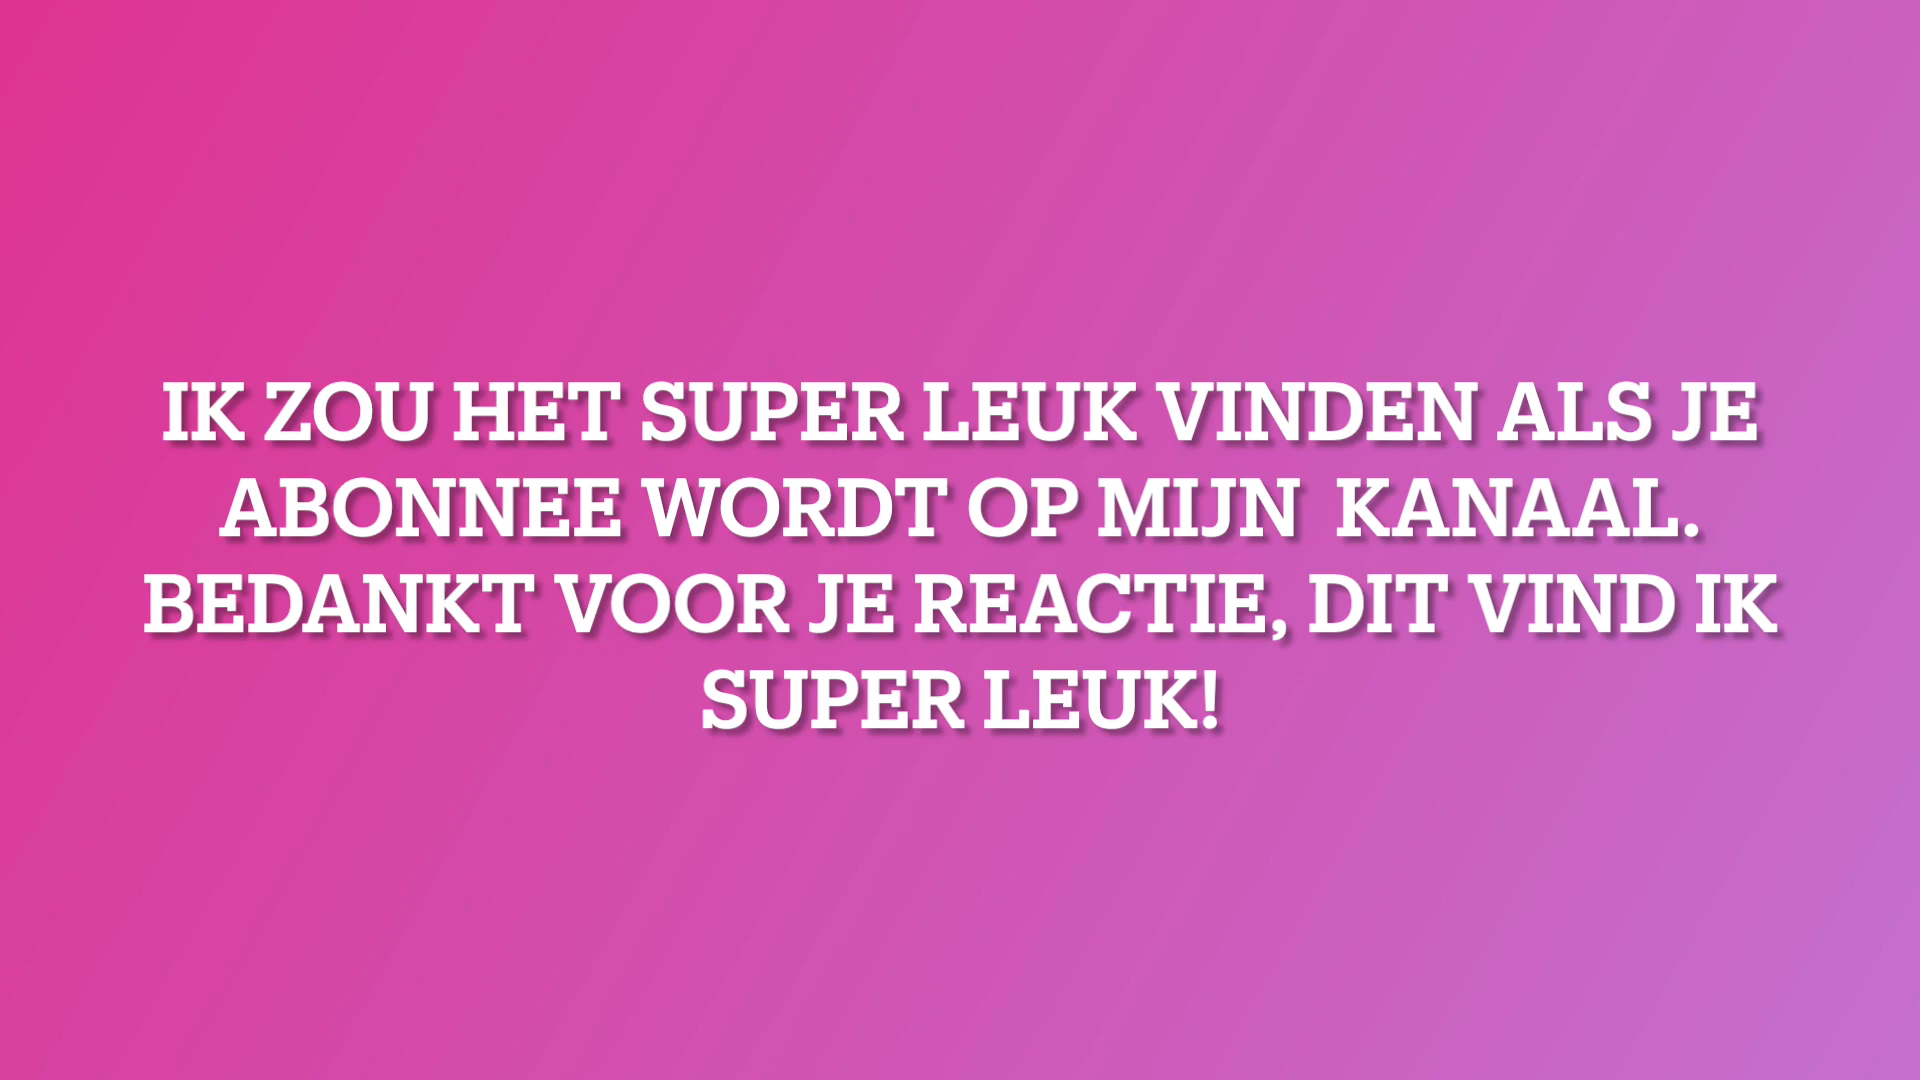 IK ZOU HET SUPER LEUK VINDEN ALS JE
ABONNEE WORDT OP MIJN  KANAAL.
BEDANKT VOOR JE REACTIE, DIT VIND IK
SUPER LEUK!